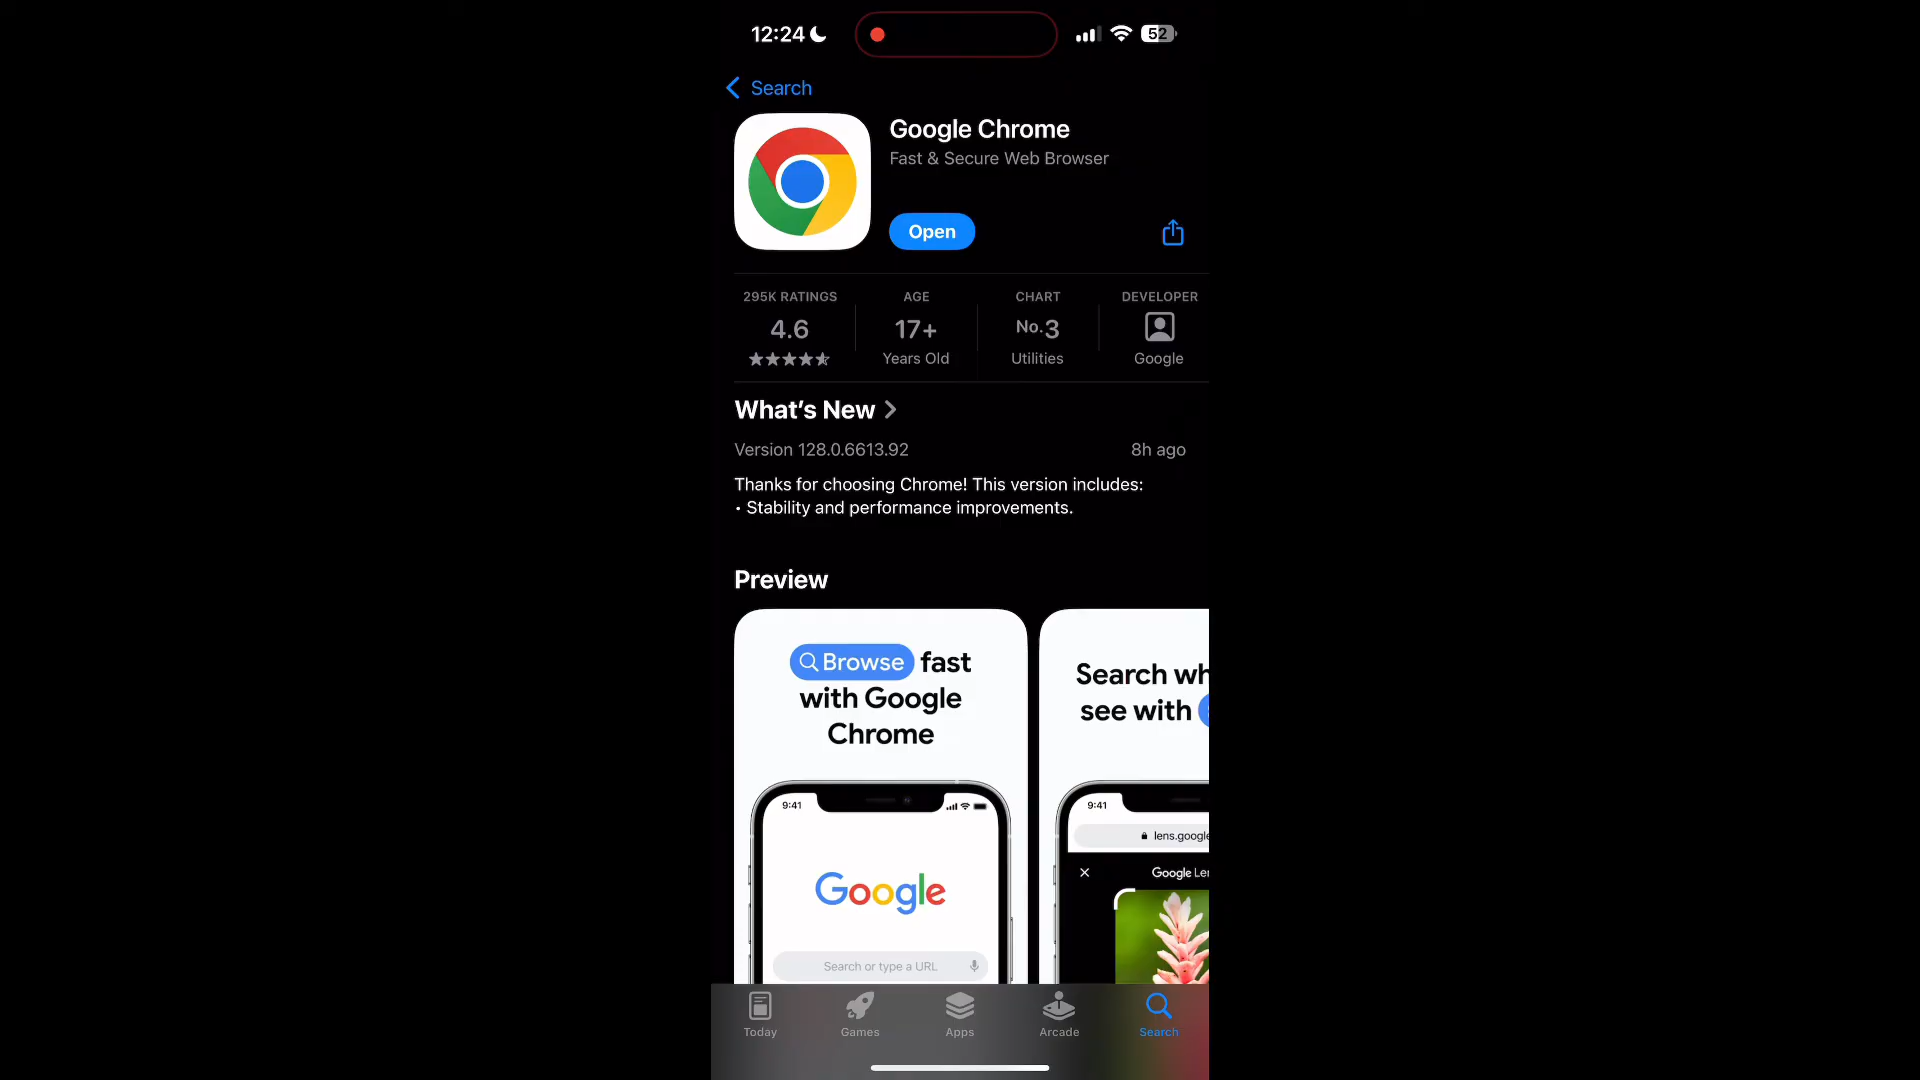 12:24
52
Search
Google Chrome
Fast & Secure Web Browser
Open
295K RATINGS
4.6
AGE
17+
Years Old
CHART
No.3
Utilities
DEVELOPER
Google
What's New
Version 128.0.6613.92
8h ago
Thanks for choosing Chrome! This version includes:
• Stability and performance improvements.
Preview
Browse fast
with Google
Chrome
9:41
Google
Search or type a URL
Search wh
see with
9:41
lens.google
Google Len
Today
Games
Apps
Arcade
Search